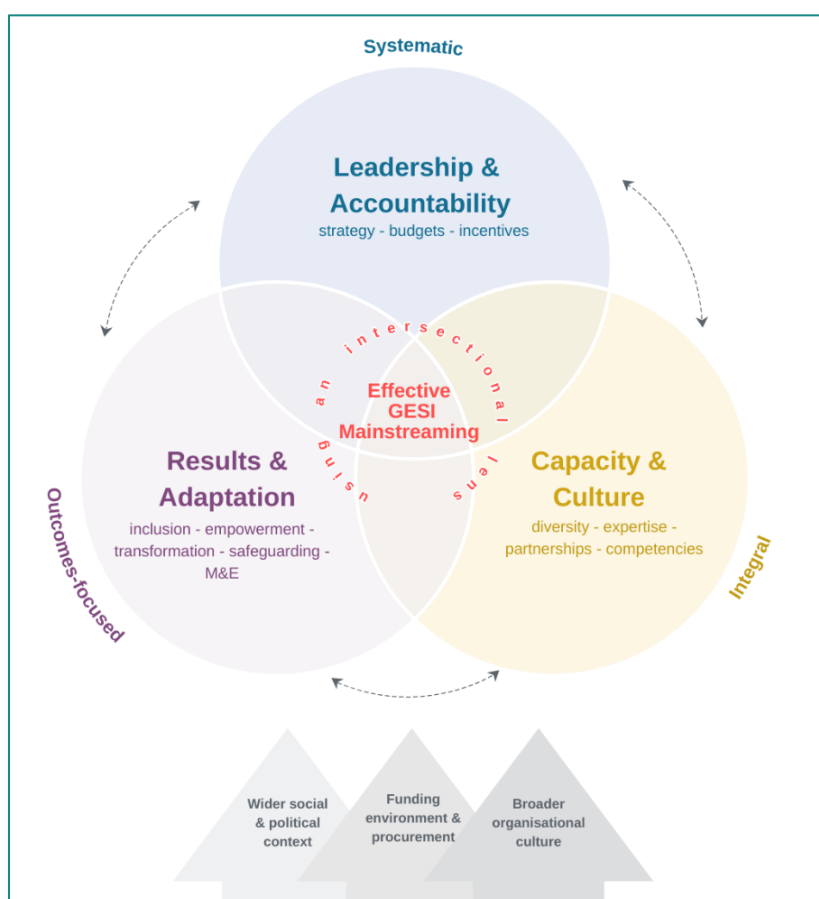 Systematic
Leadership &
Accountability
strategy - budgets - incentives
using an intersectional lens
Effective
GESI
Mainstreaming
Results &
Adaptation
inclusion - empowerment -
transformation - safeguarding -
M&E
Outcomes-focused
Capacity &
Culture
diversity - expertise -
partnerships - competencies
Integral
Wider social
& political
context
Funding
environment &
procurement
Broader
organisational
culture